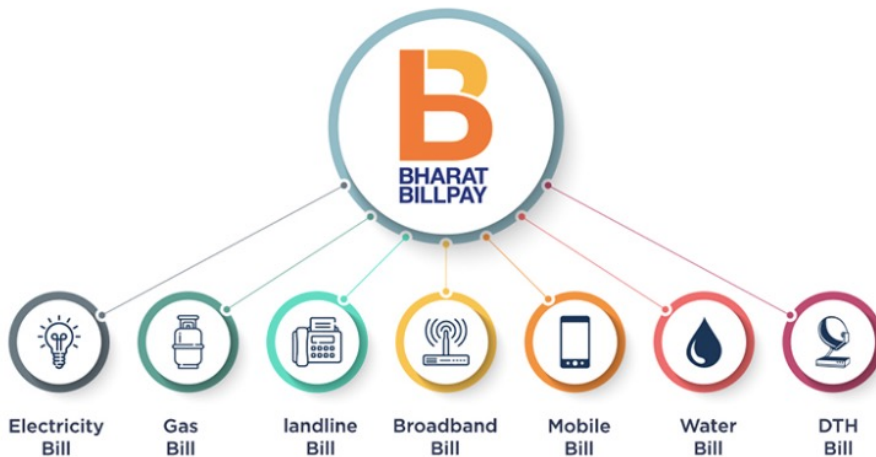 BHARAT
BILLPAY
Electricity
Bill
Gas
Bill
landline
Bill
Broadband
Bill
Mobile
Bill
Water
Bill
DTH
Bill